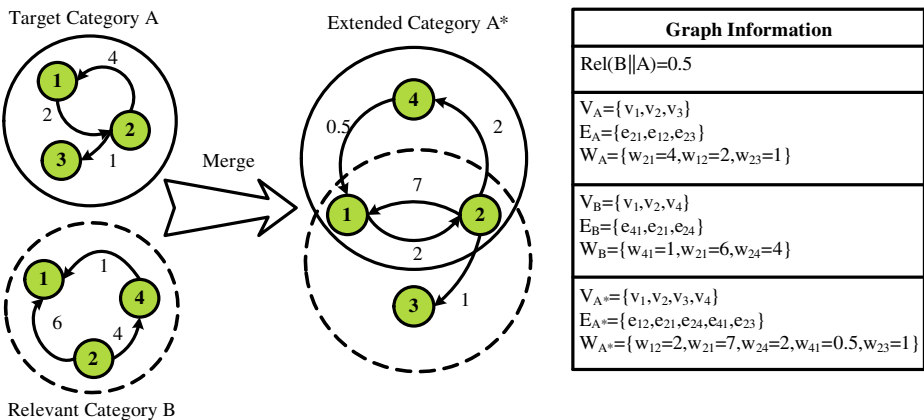 Target Category A
1
4
2
2
3
1
Merge
Relevant Category B
1
1
4
6
4
2
Extended Category A*
4
0.5
2
7
1
2
2
1
3
Graph Information
Rel(B||A)=0.5
V_A={v_1,v_2,v_3}
E_A={e_21,e_12,e_23}
W_A={w_21=4,w_12=2,w_23=1}
V_B={v_1,v_2,v_4}
E_B={e_41,e_21,e_24}
W_B={w_41=1,w_21=6,w_24=4}
V_A*={v_1,v_2,v_3,v_4}
E_A*={e_12,e_21,e_24,e_41,e_23}
W_A*={w_12=2,w_21=7,w_24=2,w_41=0.5,w_23=1}